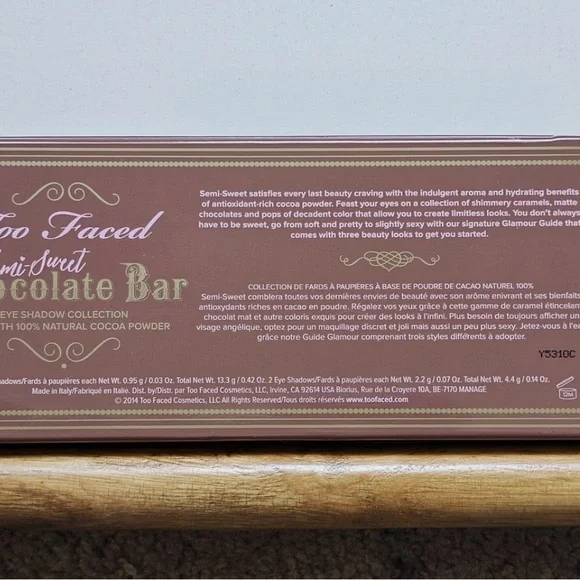 Too Faced
Semi-Sweet
Chocolate Bar
EYE SHADOW COLLECTION
WITH 100% NATURAL COCOA POWDER
Semi-Sweet satisfies every last beauty craving with the indulgent aroma and hydrating benefits
of antioxidant-rich cocoa powder. Feast your eyes on a collection of shimmery caramels, matte
chocolates and pops of decadent color that allow you to create limitless looks. You don't always
have to be sweet, go from soft and pretty to slightly sexy with our signature Glamour Guide that
comes with three beauty looks to get you started.
COLLECTION DE FARDS À PAUPIÈRES À BASE DE POUDRE DE CACAO NATUREL 100%
Semi-Sweet comblera toutes vos dernières envies de beauté avec son arôme enivrant et ses bienfaits
antioxydants riches en cacao en poudre. Régalez vos yeux grâce à cette gamme de caramel étincelant
chocolat mat et autre coloris exquis pour créer des looks à l'infini. Plus besoin de toujours afficher un
visage angélique, optez pour un maquillage discret et joli mais aussi un peu plus sexy. Jetez-vous à l'eau
grâce notre Guide Glamour comprenant trois styles différents à adopter.
Y5310C
Shadows/Fards à paupières each Net Wt. 0.95 g/ 0.03 Oz. Total Net Wt. 13.3 g/ 0.42 Oz. 2 Eye Shadows/Fards à paupières each Net Wt. 2.2 g/ 0.07 Oz. Total Net Wt. 4.4 g/ 0.14 Oz.
Made in Italy/Fabriqué en Italie. Dist. by/Dist. par Too Faced Cosmetics, LLC, Irvine, CA 92614 USA Biorius, Rue de la Croyere 10A, BE-7170 MANAGE
© 2014 Too Faced Cosmetics, LLC All Rights Reserved/Tous droits réservés www.toofaced.com
12M